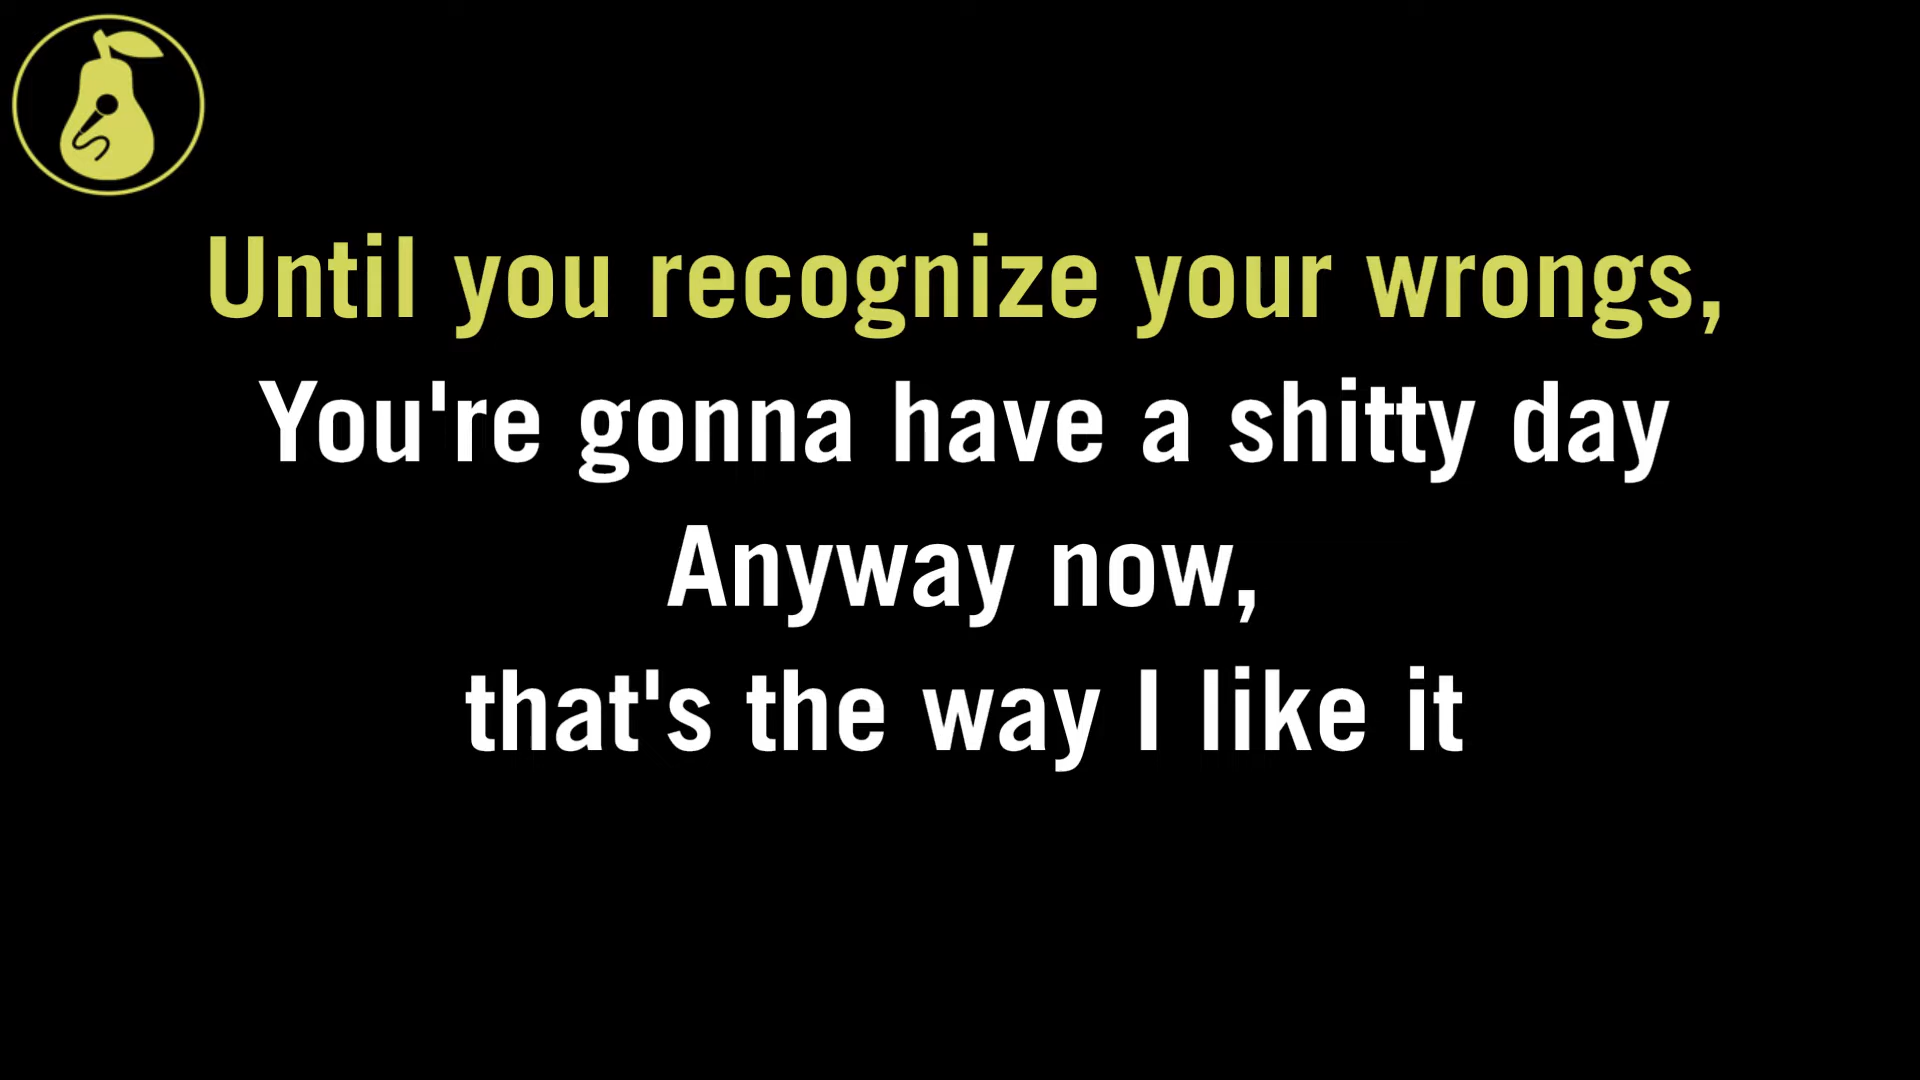 Until you recognize your wrongs,
You're gonna have a shitty day
Anyway now,
that's the way I like it